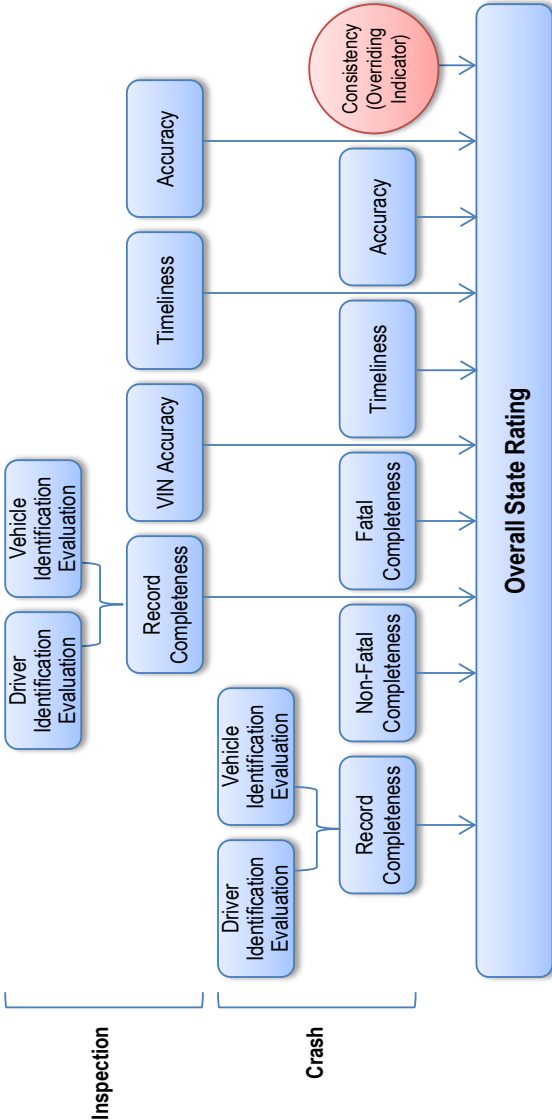 Inspection
Driver
Identification
Evaluation
Vehicle
Identification
Evaluation
Record
Completeness
VIN Accuracy
Timeliness
Accuracy
Crash
Driver
Identification
Evaluation
Vehicle
Identification
Evaluation
Record
Completeness
Non-Fatal
Completeness
Fatal
Completeness
Timeliness
Accuracy
Consistency
(Overriding
Indicator)
Overall State Rating